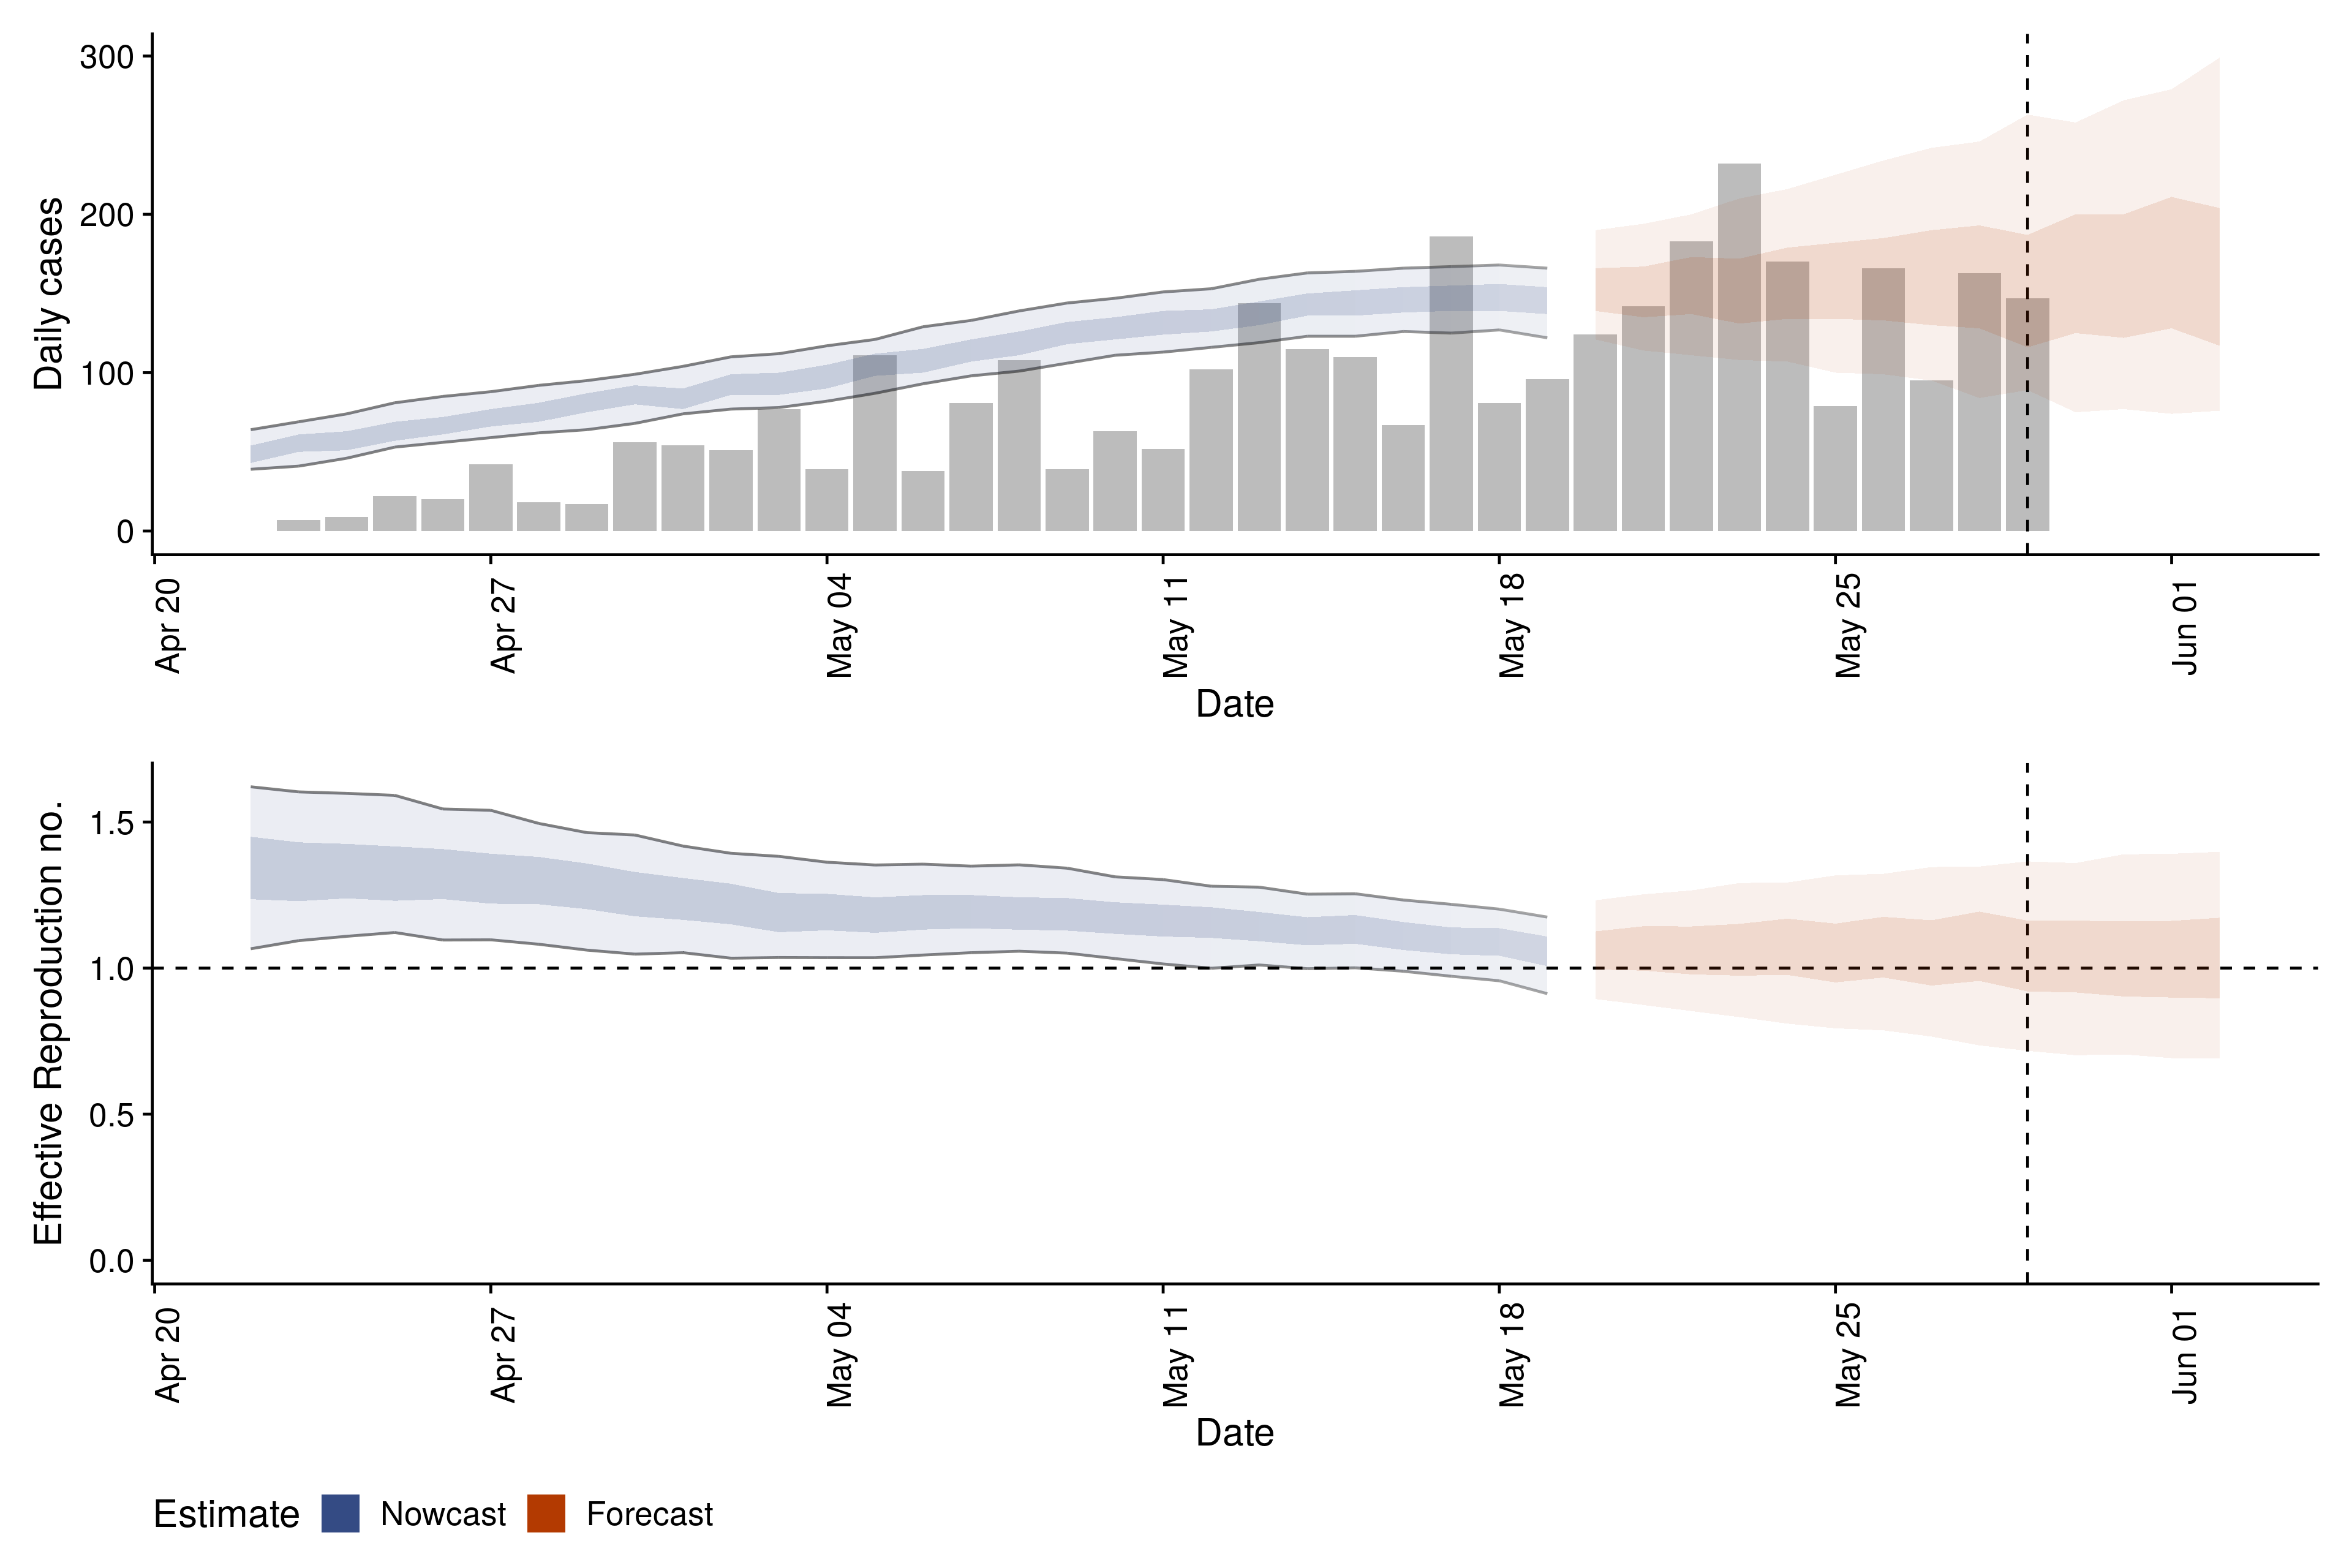 Daily cases
300
200
100
0
Apr 20
Apr 27
May 04
May 11
May 18
May 25
Jun 01
Date
Effective Reproduction no.
1.5
1.0
0.5
0.0
Apr 20
Apr 27
May 04
May 11
May 18
May 25
Jun 01
Date
Estimate Nowcast Forecast